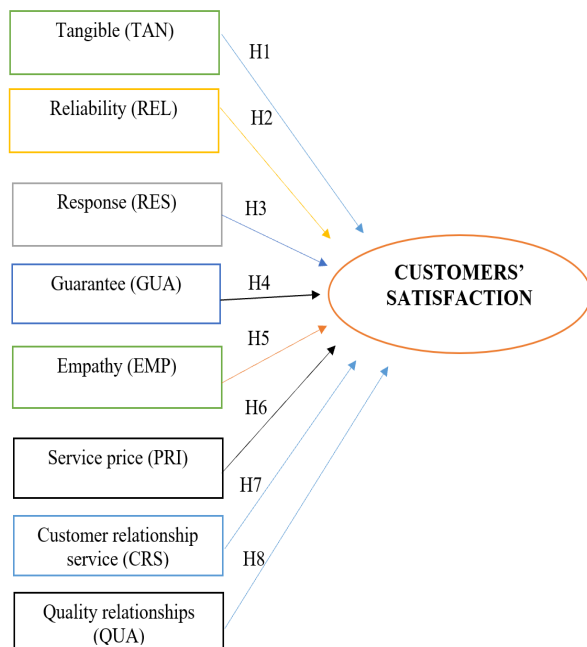 Tangible (TAN)
H1
Reliability (REL)
H2
Response (RES)
H3
Guarantee (GUA)
H4
CUSTOMERS’
SATISFACTION
Empathy (EMP)
H5
H6
Service price (PRI)
H7
Customer relationship
service (CRS)
H8
Quality relationships
(QUA)